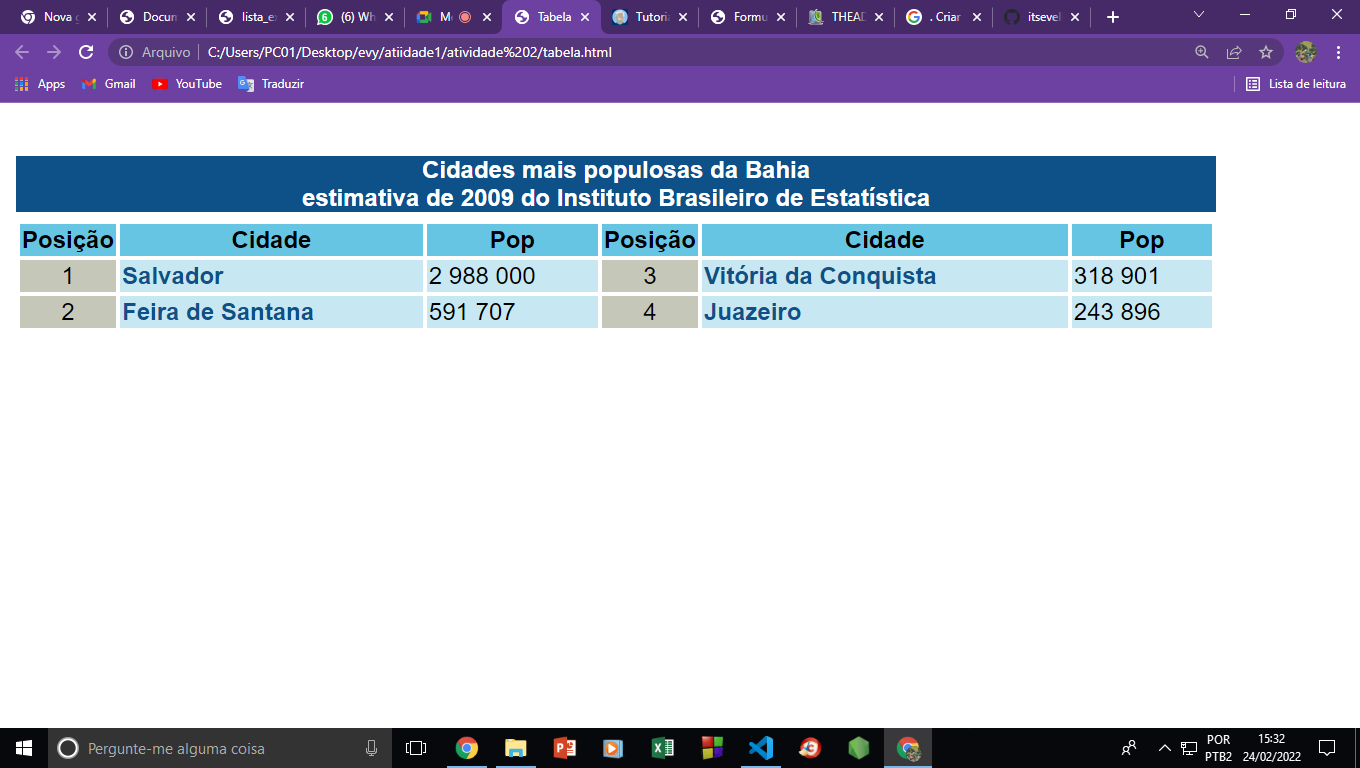 Nova
Docum
lista_e
(6) Wh
Tabela
Tutoria
Formu
THEAD
. Criar
itsevel
Arquivo C:/Users/PC01/Desktop/evy/atiidade1/atividade%202/tabela.html
Apps Gmail YouTube Traduzir Lista de leitura
Cidades mais populosas da Bahia
estimativa de 2009 do Instituto Brasileiro de Estatística
Posição Cidade Pop Posição Cidade Pop
1 Salvador 2 988 000 3 Vitória da Conquista 318 901
2 Feira de Santana 591 707 4 Juazeiro 243 896
Pergunte-me alguma coisa
POR 15:32
PTB2 24/02/2022